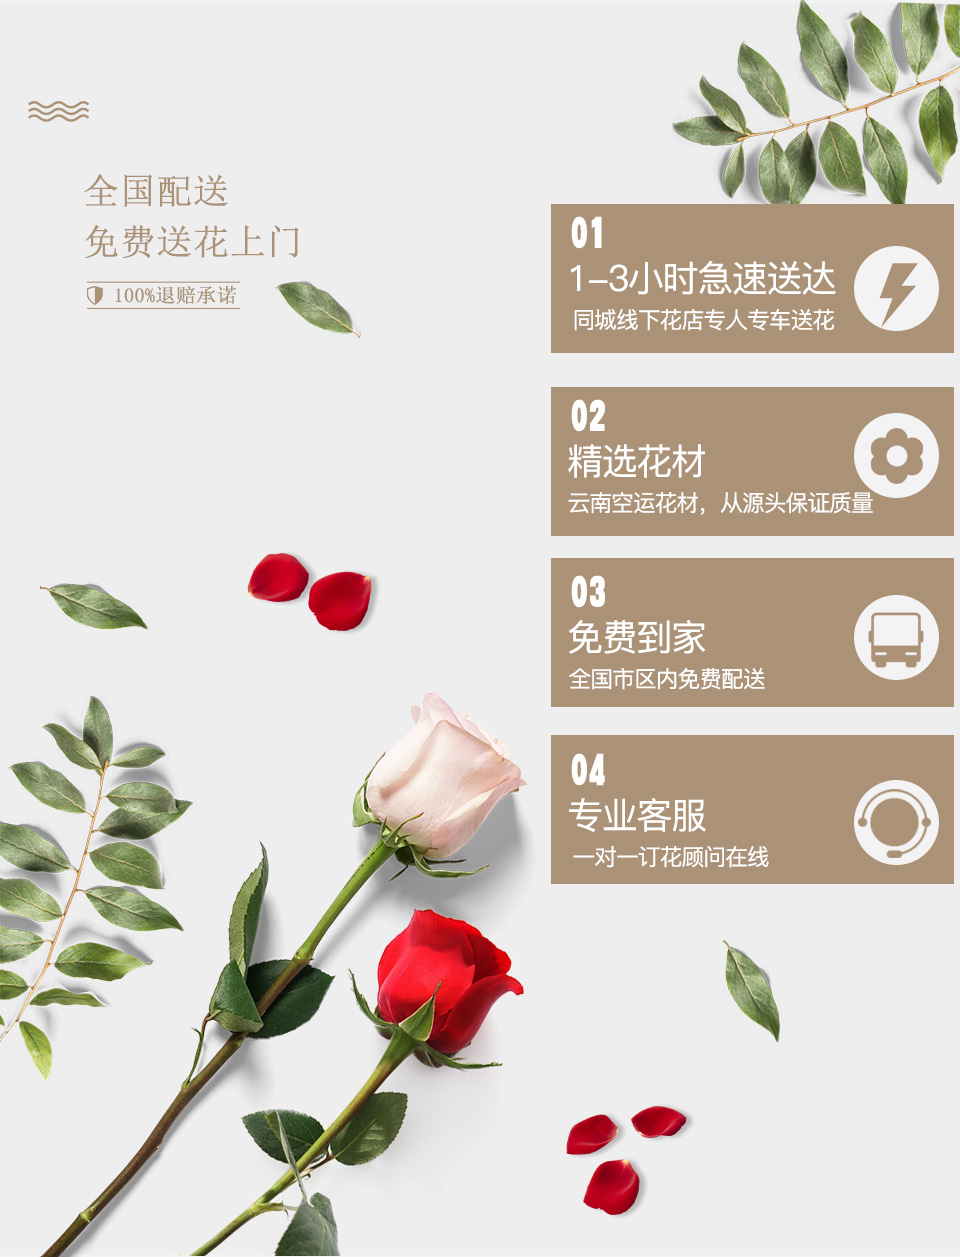 全国配送
免费送花上门
100%退赔承诺
01
1-3小时急速送达
同城线下花店专人专车送花
02
精选花材
云南空运花材，从源头保证质量
03
免费到家
全国市区内免费配送
04
专业客服
一对一订花顾问在线